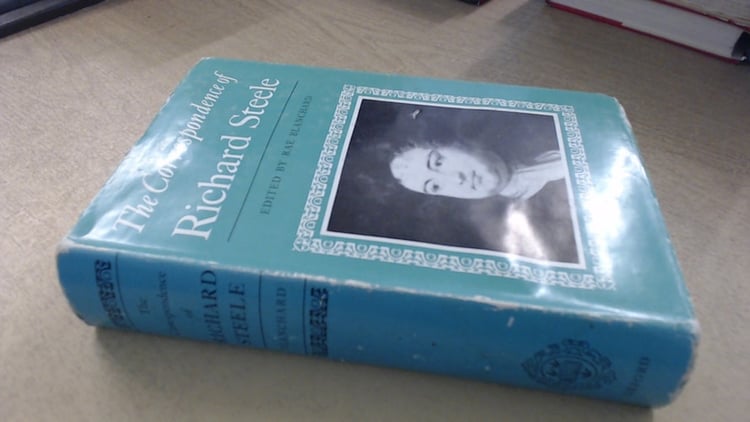 The Correspondence of
Richard Steele
EDITED BY RAE BLANCHARD
The
Correspondence
of
RICHARD
STEELE
BLANCHARD
OXFORD